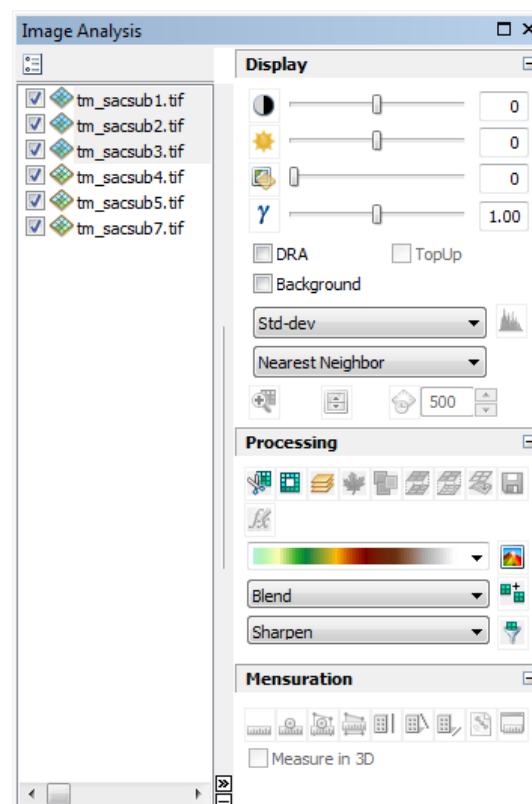 Image Analysis
tm_sacsub1.tif
tm_sacsub2.tif
tm_sacsub3.tif
tm_sacsub4.tif
tm_sacsub5.tif
tm_sacsub7.tif
Display
0
0
0
γ 1.00
DRA TopUp
Background
Std-dev
Nearest Neighbor
500
Processing
fx
Blend
Sharpen
Mensuration
Measure in 3D